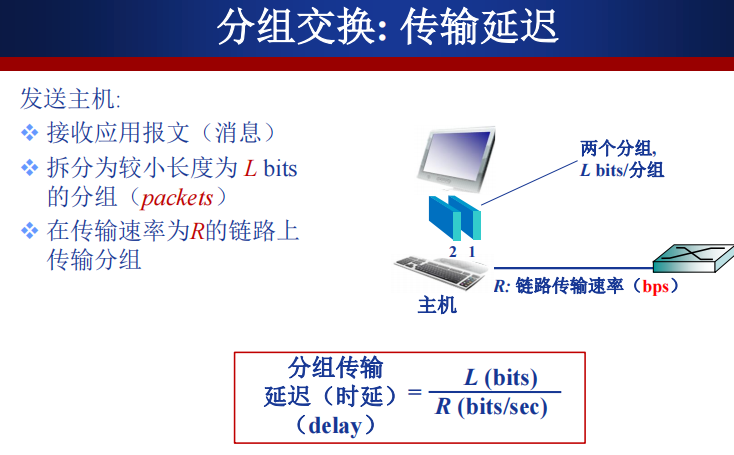 分组交换: 传输延迟
发送主机:
❖ 接收应用报文（消息）
❖ 拆分为较小长度为 L bits
的分组（packets）
❖ 在传输速率为R的链路上
传输分组
两个分组,
L bits/分组
2 1
R: 链路传输速率（bps）
主机
分组传输
延迟（时延）=
（delay）
L (bits)
R (bits/sec)